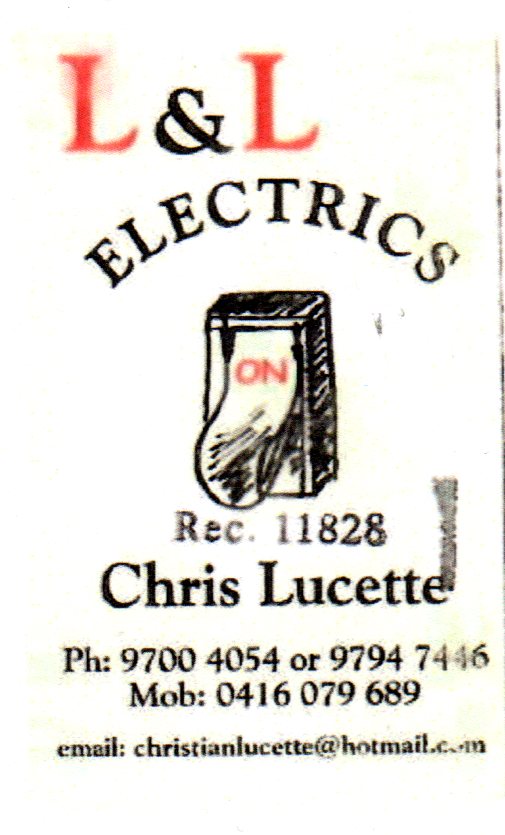 L & L
ELECTRICS
ON
Rec. 11828
Chris Lucette
Ph: 9700 4054 or 9794 7446
Mob: 0416 079 689
email: christianlucette@hotmail.com